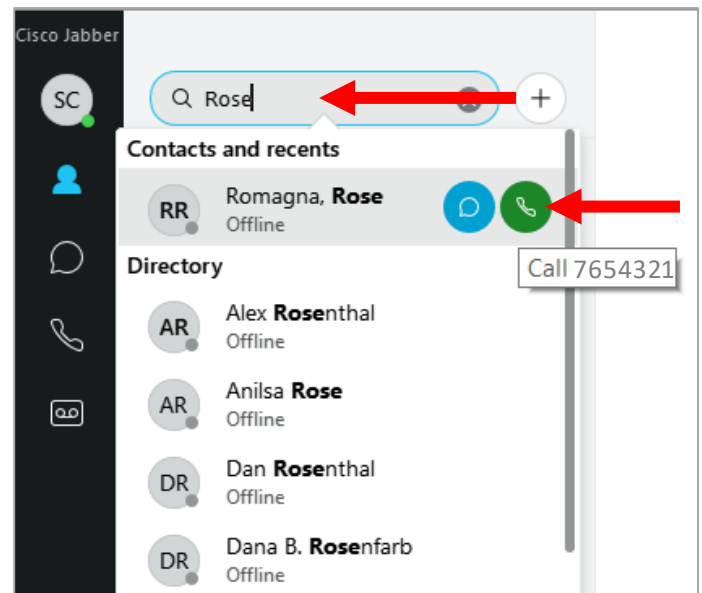 Cisco Jabber
SC
Rose
Contacts and recents
RR
Romagna, Rose
Offline
Call 7654321
Directory
AR
Alex Rosenthal
Offline
AR
Anilsa Rose
Offline
DR
Dan Rosenthal
Offline
DR
Dana B. Rosenfarb
Offline